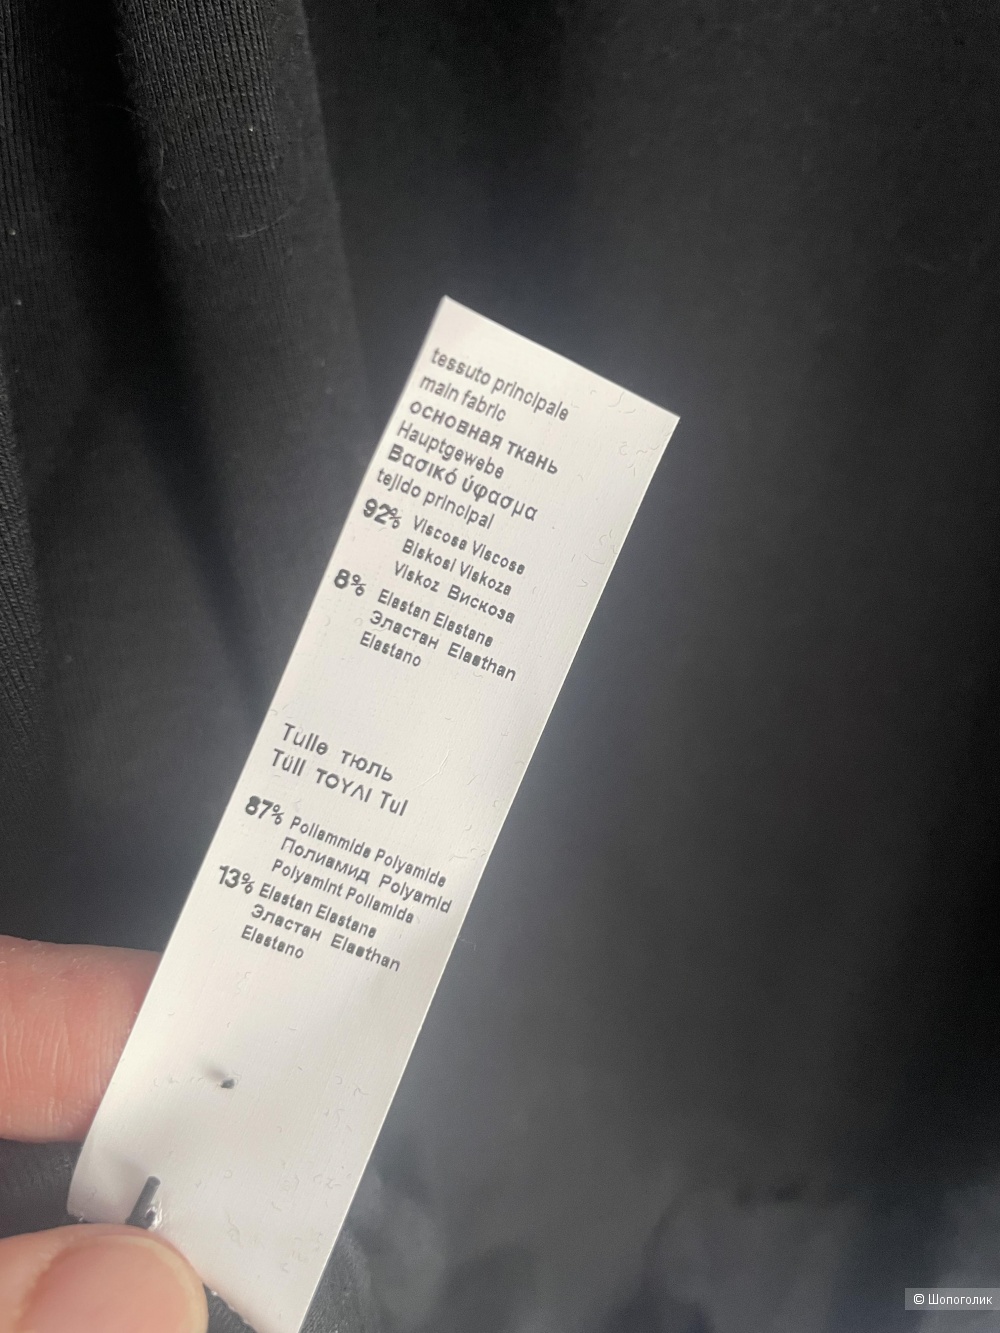 tessuto principale
main fabric
основная ткань
Hauptgewebe
Βασικό ύφασμα
tejido principal
92% Viscosa Viscose
Biskosi Viskoza
Viskoz Вискоза
8% Elastan Elastane
Эластан Elasthan
Elastano
Tulle тюль
Tüll ΤΟΥΛΙ Tul
87% Poliammide Polyamide
Полиамид Polyamid
Polyamint Poliamida
13% Elastan Elastane
Эластан Elasthan
Elastano
© Шопоголик